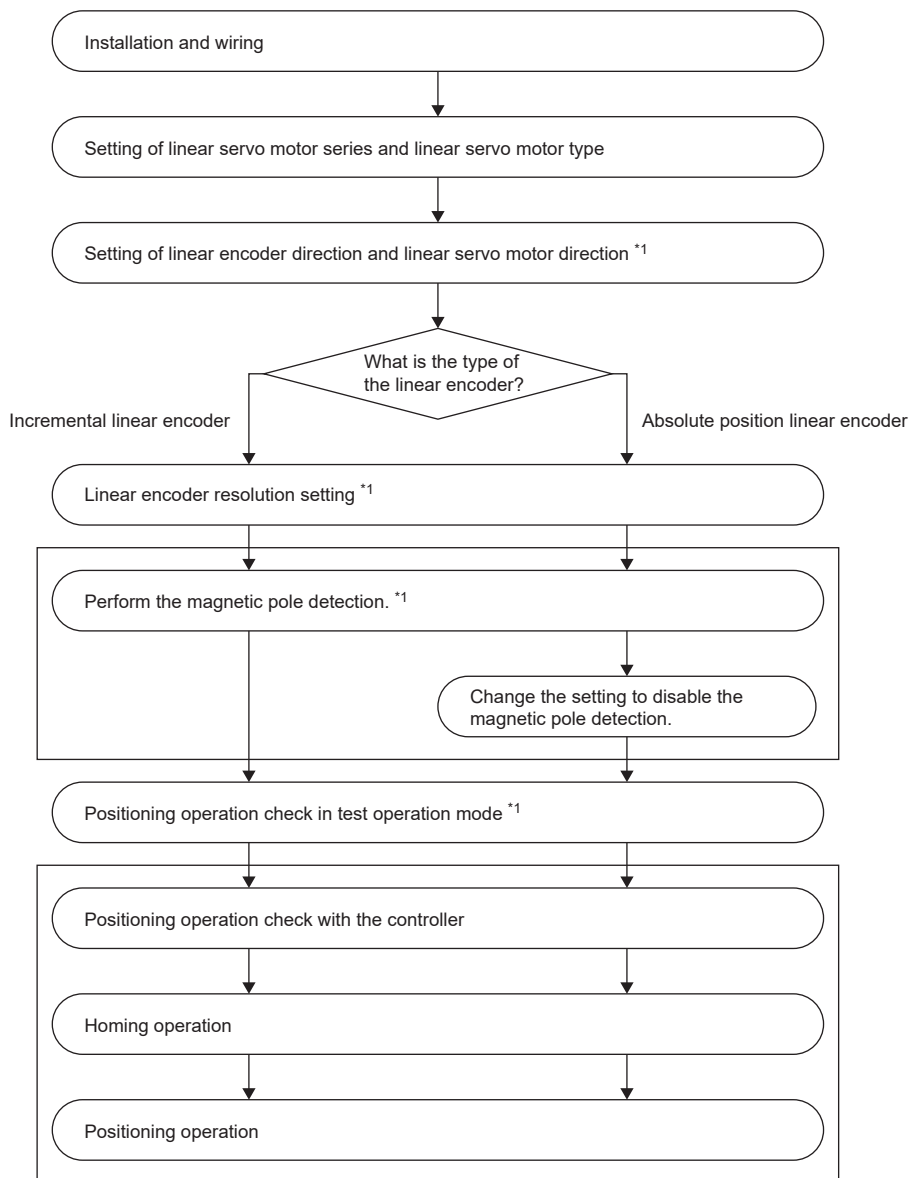 Installation and wiring
Setting of linear servo motor series and linear servo motor type
Setting of linear encoder direction and linear servo motor direction *1
What is the type of
the linear encoder?
Incremental linear encoder
Absolute position linear encoder
Linear encoder resolution setting *1
Perform the magnetic pole detection. *1
Change the setting to disable the
magnetic pole detection.
Positioning operation check in test operation mode *1
Positioning operation check with the controller
Homing operation
Positioning operation